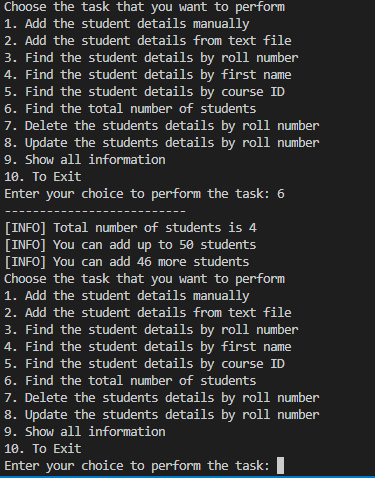 Choose the task that you want to perform
1. Add the student details manually
2. Add the student details from text file
3. Find the student details by roll number
4. Find the student details by first name
5. Find the student details by course ID
6. Find the total number of students
7. Delete the students details by roll number
8. Update the students details by roll number
9. Show all information
10. To Exit
Enter your choice to perform the task: 6
--------------------------
[INFO] Total number of students is 4
[INFO] You can add up to 50 students
[INFO] You can add 46 more students
Choose the task that you want to perform
1. Add the student details manually
2. Add the student details from text file
3. Find the student details by roll number
4. Find the student details by first name
5. Find the student details by course ID
6. Find the total number of students
7. Delete the students details by roll number
8. Update the students details by roll number
9. Show all information
10. To Exit
Enter your choice to perform the task: